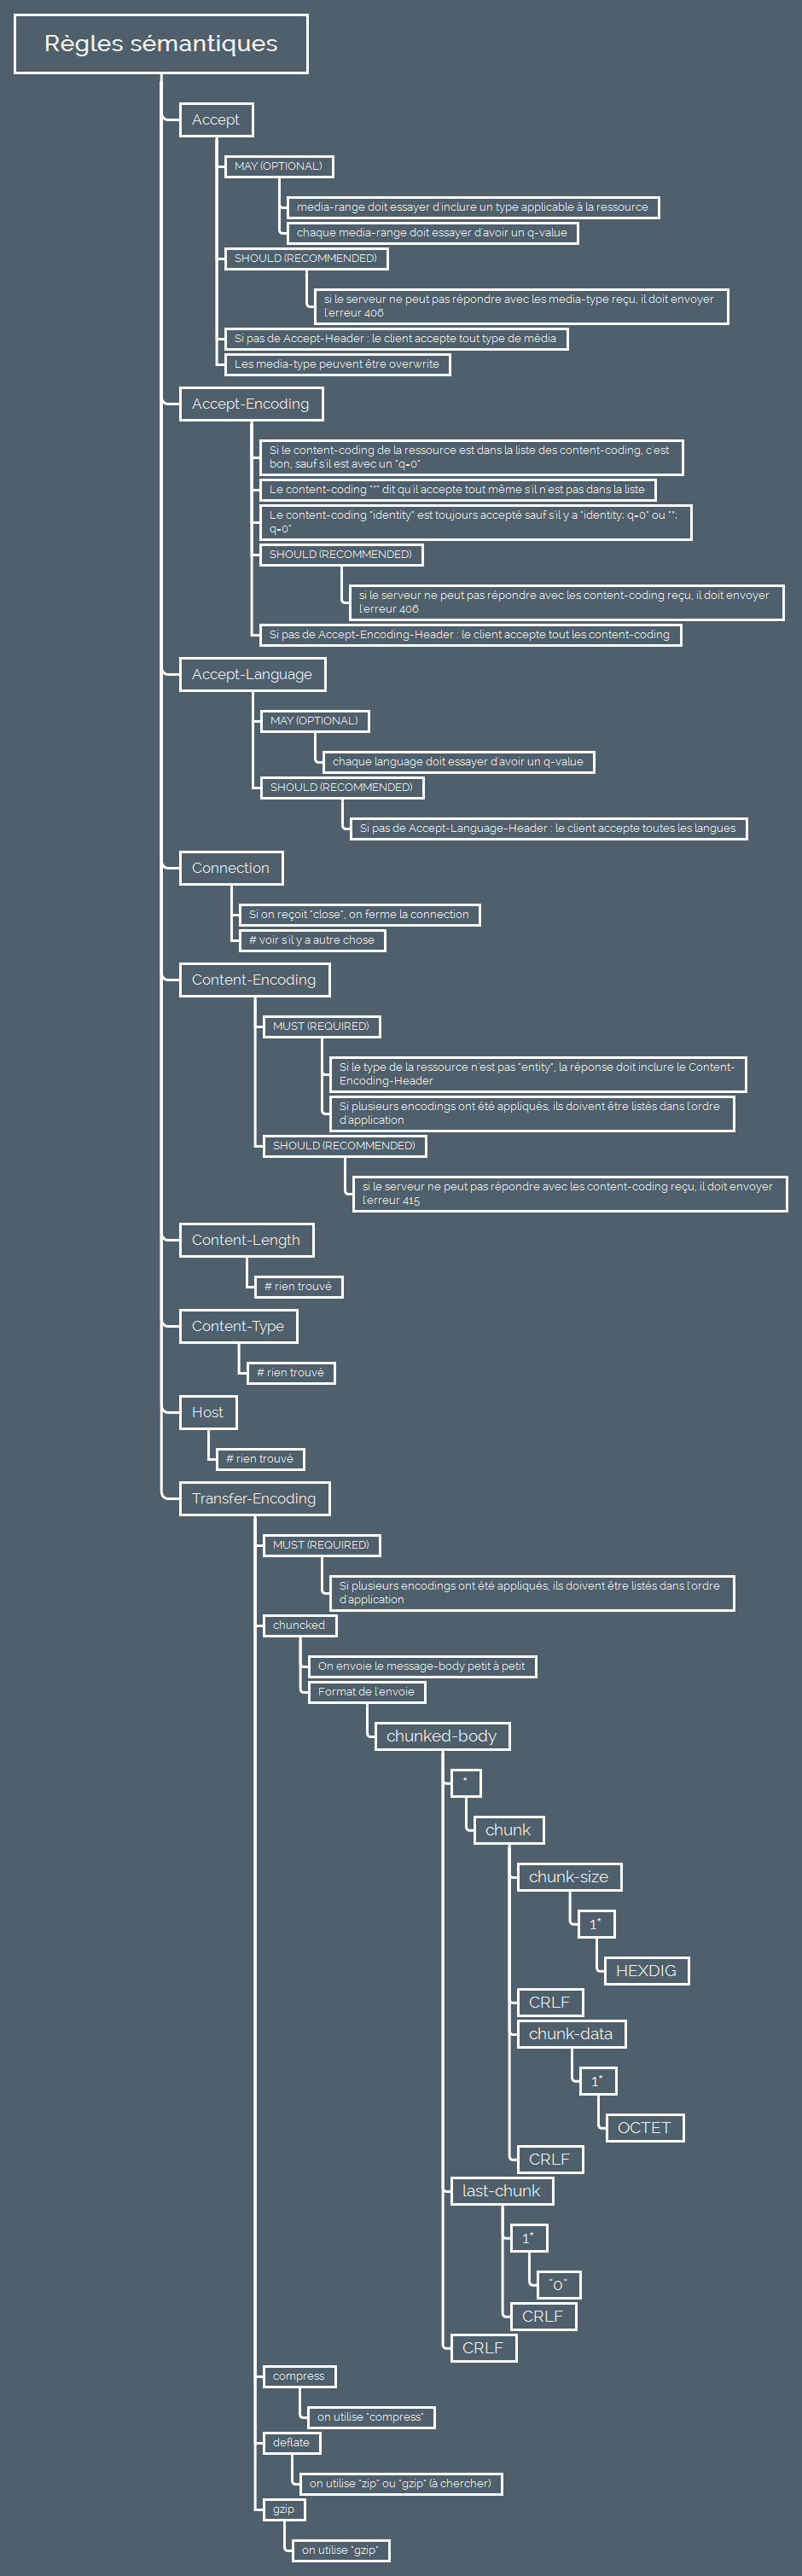 Règles sémantiques
Accept
MAY (OPTIONAL)
media-range doit essayer d'inclure un type applicable à la ressource
chaque media-range doit essayer d'avoir un q-value
SHOULD (RECOMMENDED)
si le serveur ne peut pas répondre avec les media-type reçu, il doit envoyer
l'erreur 406
Si pas de Accept-Header : le client accepte tout type de média
Les media-type peuvent être overwrite
Accept-Encoding
Si le content-coding de la ressource est dans la liste des content-coding, c'est
bon, sauf s'il est avec un "q=0"
Le content-coding "*" dit qu'il accepte tout même s'il n'est pas dans la liste
Le content-coding "identity" est toujours accepté sauf s'il y a "identity; q=0" ou "*;
q=0"
SHOULD (RECOMMENDED)
si le serveur ne peut pas répondre avec les content-coding reçu, il doit envoyer
l'erreur 406
Si pas de Accept-Encoding-Header : le client accepte tout les content-coding
Accept-Language
MAY (OPTIONAL)
chaque language doit essayer d'avoir un q-value
SHOULD (RECOMMENDED)
Si pas de Accept-Language-Header : le client accepte toutes les langues
Connection
Si on reçoit "close", on ferme la connection
# voir s'il y a autre chose
Content-Encoding
MUST (REQUIRED)
Si le type de la ressource n'est pas "entity", la réponse doit inclure le Content-
Encoding-Header
Si plusieurs encodings ont été appliqués, ils doivent être listés dans l'ordre
d'application
SHOULD (RECOMMENDED)
si le serveur ne peut pas répondre avec les content-coding reçu, il doit envoyer
l'erreur 415
Content-Length
# rien trouvé
Content-Type
# rien trouvé
Host
# rien trouvé
Transfer-Encoding
MUST (REQUIRED)
Si plusieurs encodings ont été appliqués, ils doivent être listés dans l'ordre
d'application
chuncked
On envoie le message-body petit à petit
Format de l'envoie
chunked-body
*
chunk
chunk-size
1*
HEXDIG
CRLF
chunk-data
1*
OCTET
CRLF
last-chunk
1*
"0"
CRLF
CRLF
compress
on utilise "compress"
deflate
on utilise "zip" ou "gzip" (à chercher)
gzip
on utilise "gzip"